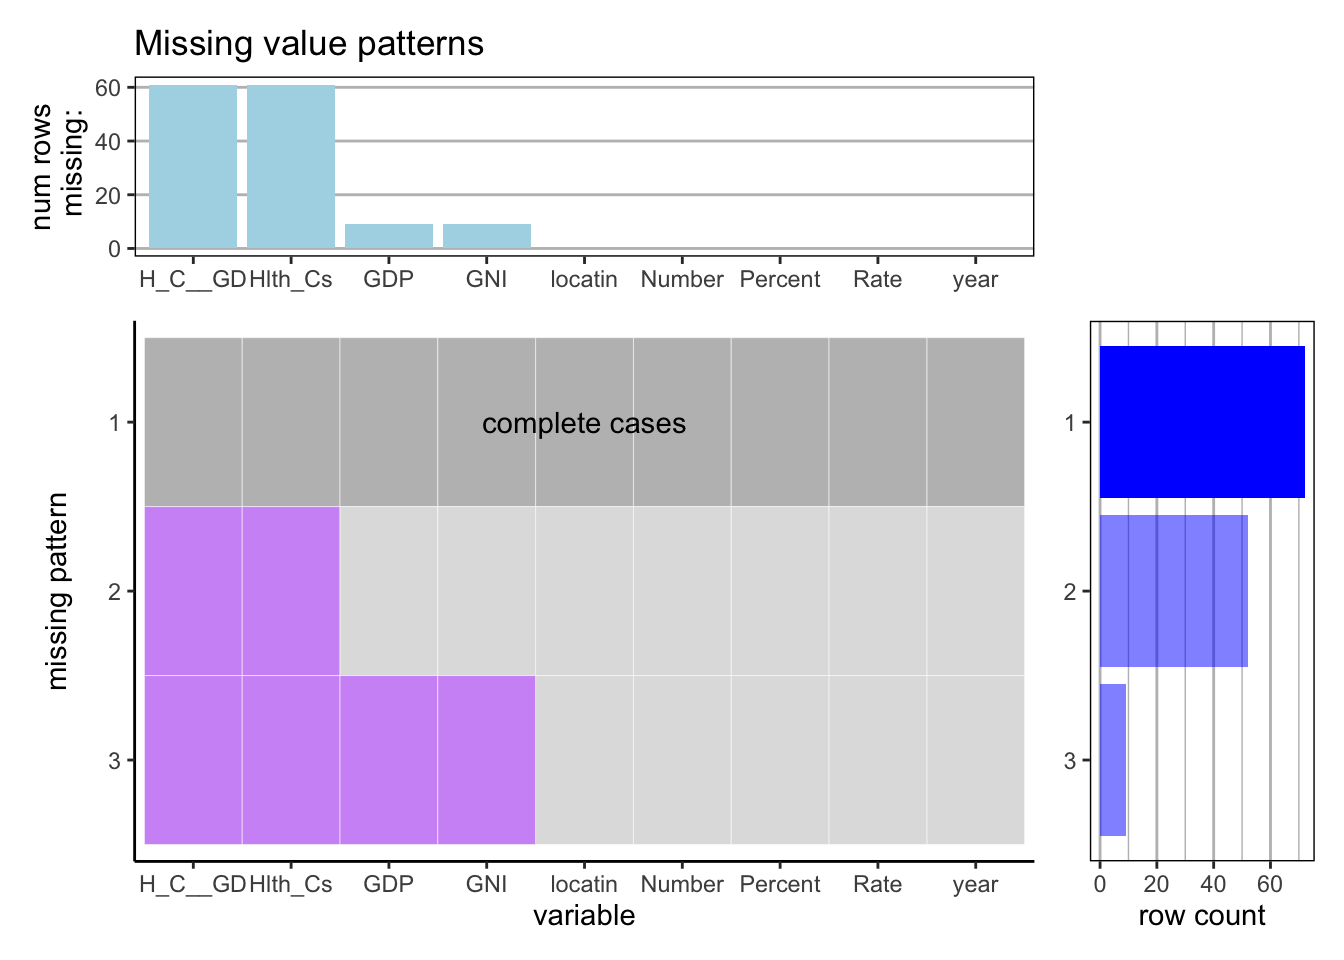 Missing value patterns
num rows
missing:
60
40
20
0
H_C__GD Hlth_Cs GDP GNI locatin Number Percent Rate year
missing pattern
1
2
3
complete cases
H_C__GD Hlth_Cs GDP GNI locatin Number Percent Rate year
variable
1
2
3
0 20 40 60
row count